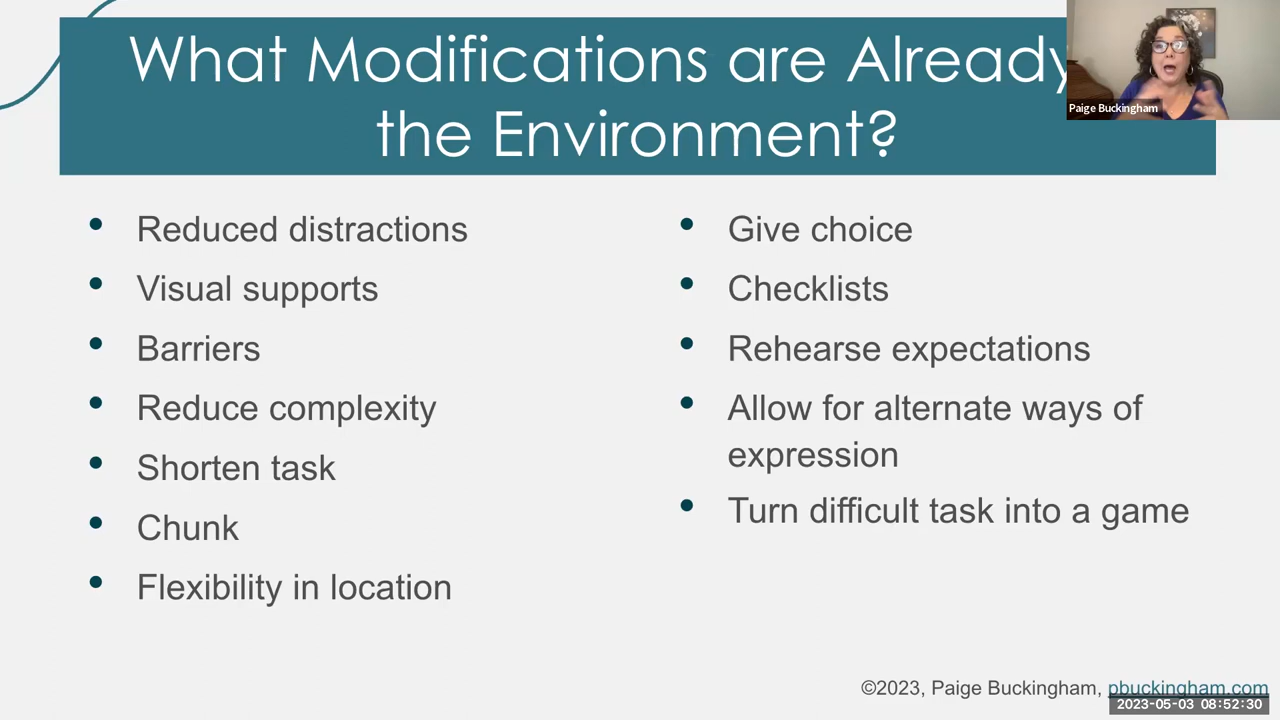 What Modifications are Already
the Environment?
Paige Buckingham
Reduced distractions
Visual supports
Barriers
Reduce complexity
Shorten task
Chunk
Flexibility in location
Give choice
Checklists
Rehearse expectations
Allow for alternate ways of
expression
Turn difficult task into a game
©2023, Paige Buckingham, pbuckingham.com
2023-05-03 08:52:30